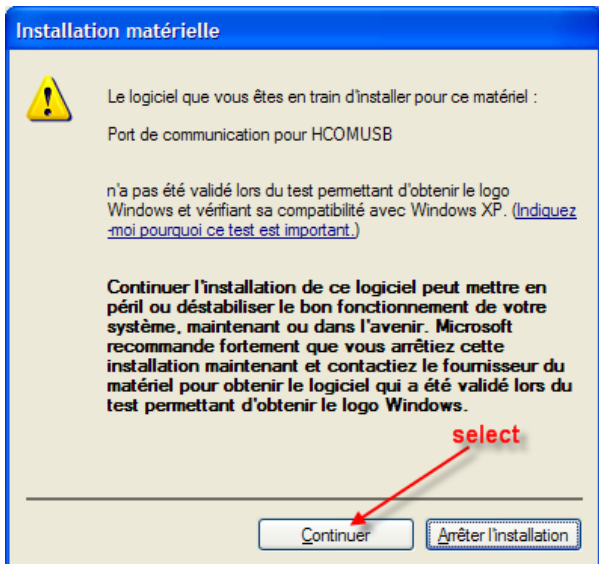 Installation matérielle
Le logiciel que vous êtes en train d'installer pour ce matériel :
Port de communication pour HCOMUSB
n'a pas été validé lors du test permettant d'obtenir le logo
Windows et vérifiant sa compatibilité avec Windows XP. (Indiquez
-moi pourquoi ce test est important.)
Continuer l'installation de ce logiciel peut mettre en
péril ou déstabiliser le bon fonctionnement de votre
système, maintenant ou dans l'avenir. Microsoft
recommande fortement que vous arrêtiez cette
installation maintenant et contactiez le fournisseur du
matériel pour obtenir le logiciel qui a été validé lors du
test permettant d'obtenir le logo Windows.
select
Continuer
Arrêter l'installation